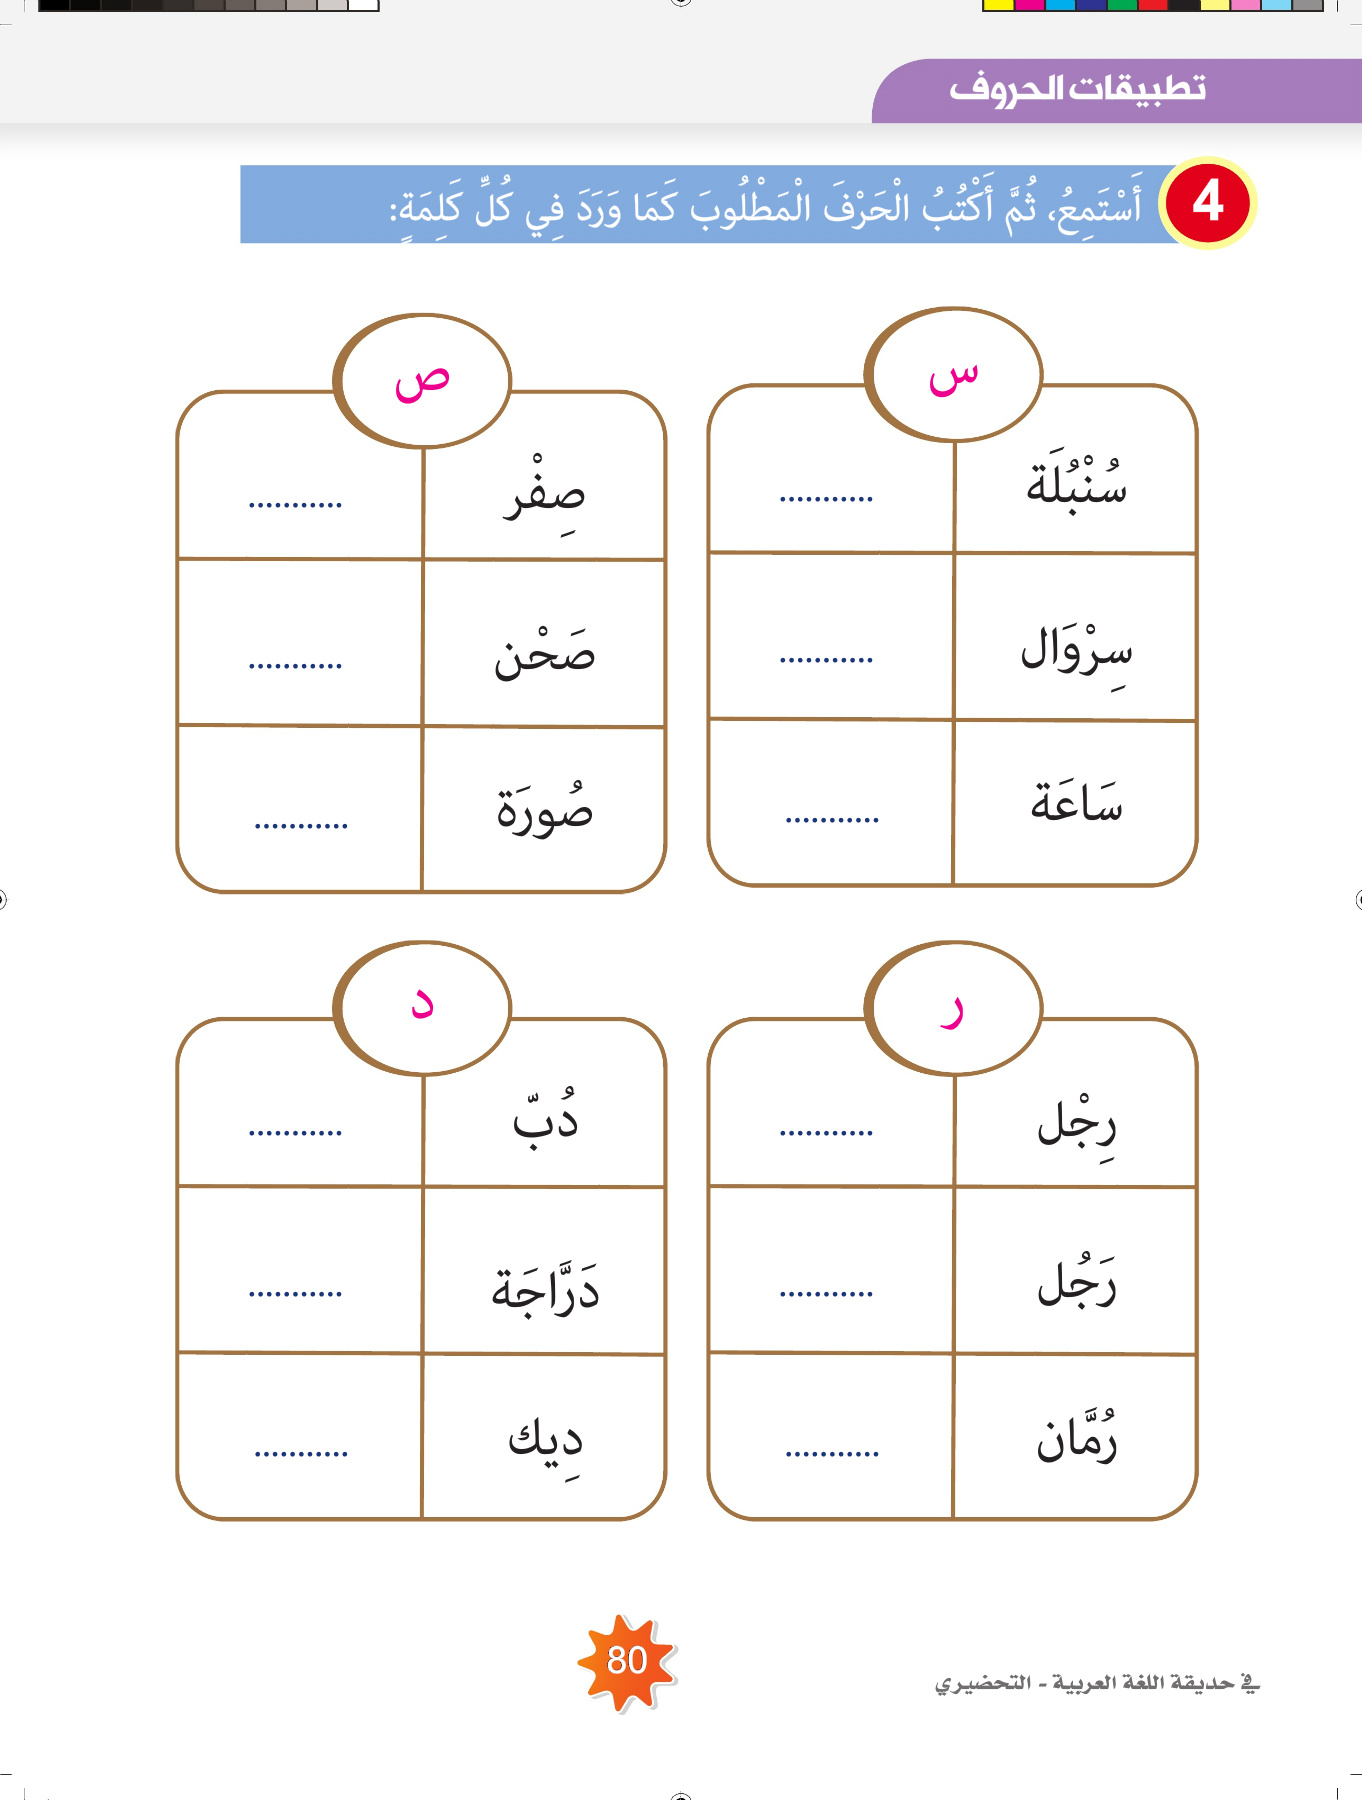 تطبيقات الحروف
4 أَسْتَمِعُ، ثُمَّ أَكْتُبُ الْحَرْفَ الْمَطْلُوبَ كَمَا وَرَدَ فِي كُلِّ كَلِمَةٍ:
س
سُنْبُلَة ...........
سِرْوَال ...........
سَاعَة ...........
ص
صِفْر ...........
صَحْن ...........
صُورَة ...........
ر
رِجْل ...........
رَجُل ...........
رُمَّان ...........
د
دُبّ ...........
دَرَّاجَة ...........
دِيك ...........
80
في حديقة اللغة العربية - التحضيري